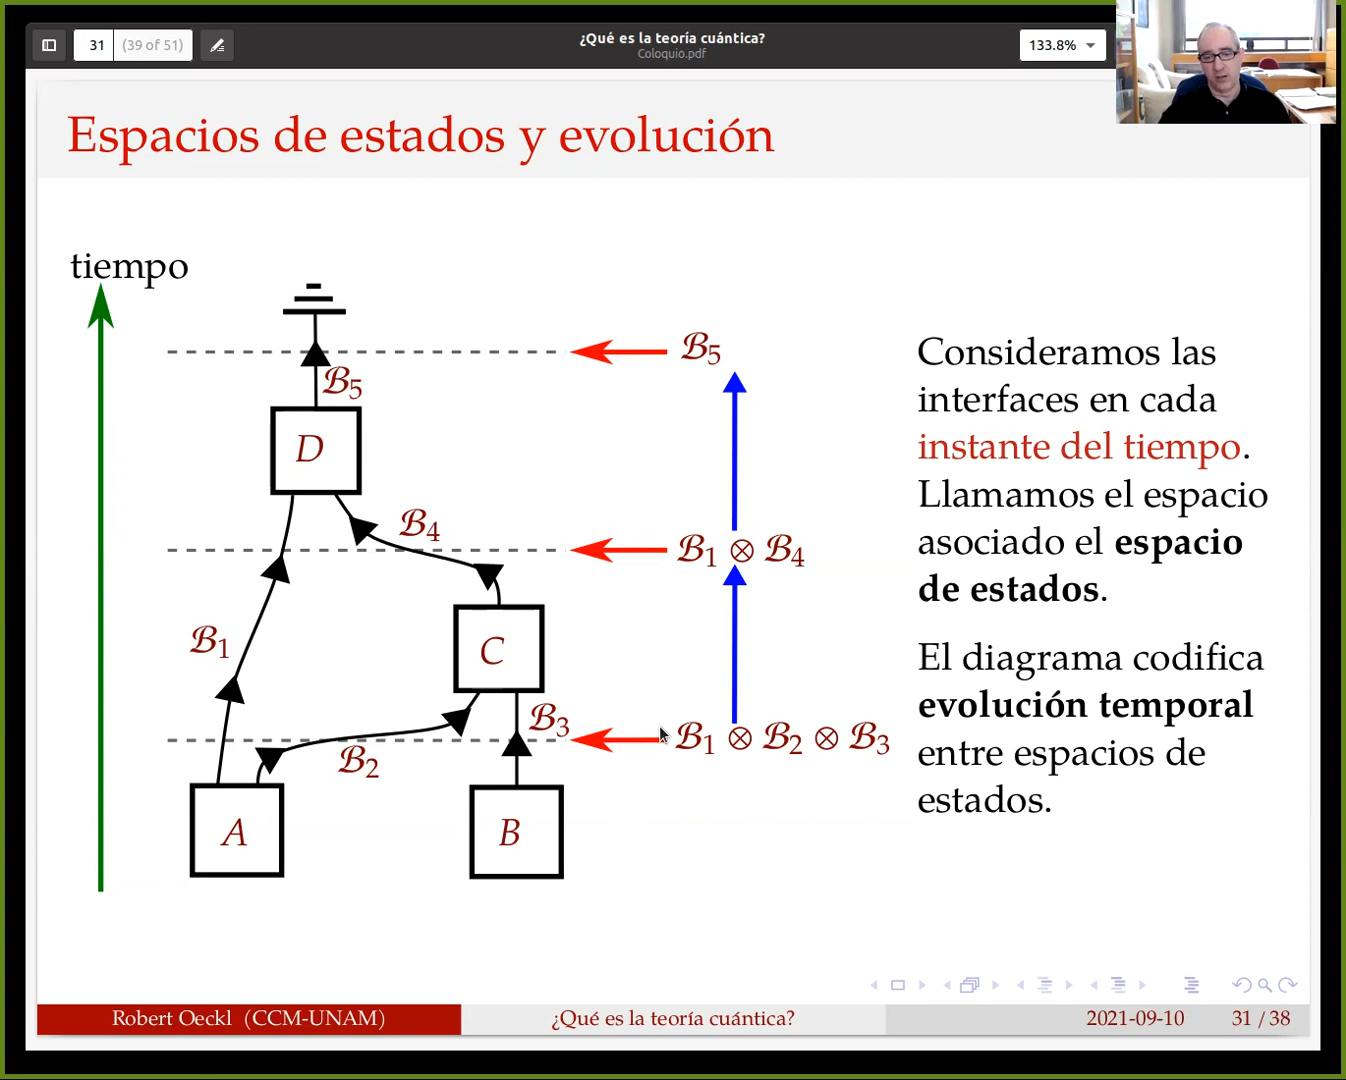 31 (39 of 51)
¿Qué es la teoría cuántica?
Coloquio.pdf
133.8%
Espacios de estados y evolución
tiempo
ℬ5
ℬ5
D
ℬ4
ℬ1 ⊗ ℬ4
ℬ1
C
ℬ3
ℬ1 ⊗ ℬ2 ⊗ ℬ3
ℬ2
A
B
Consideramos las
interfaces en cada
instante del tiempo.
Llamamos el espacio
asociado el espacio
de estados.
El diagrama codifica
evolución temporal
entre espacios de
estados.
Robert Oeckl (CCM-UNAM)
¿Qué es la teoría cuántica?
2021-09-10
31 / 38